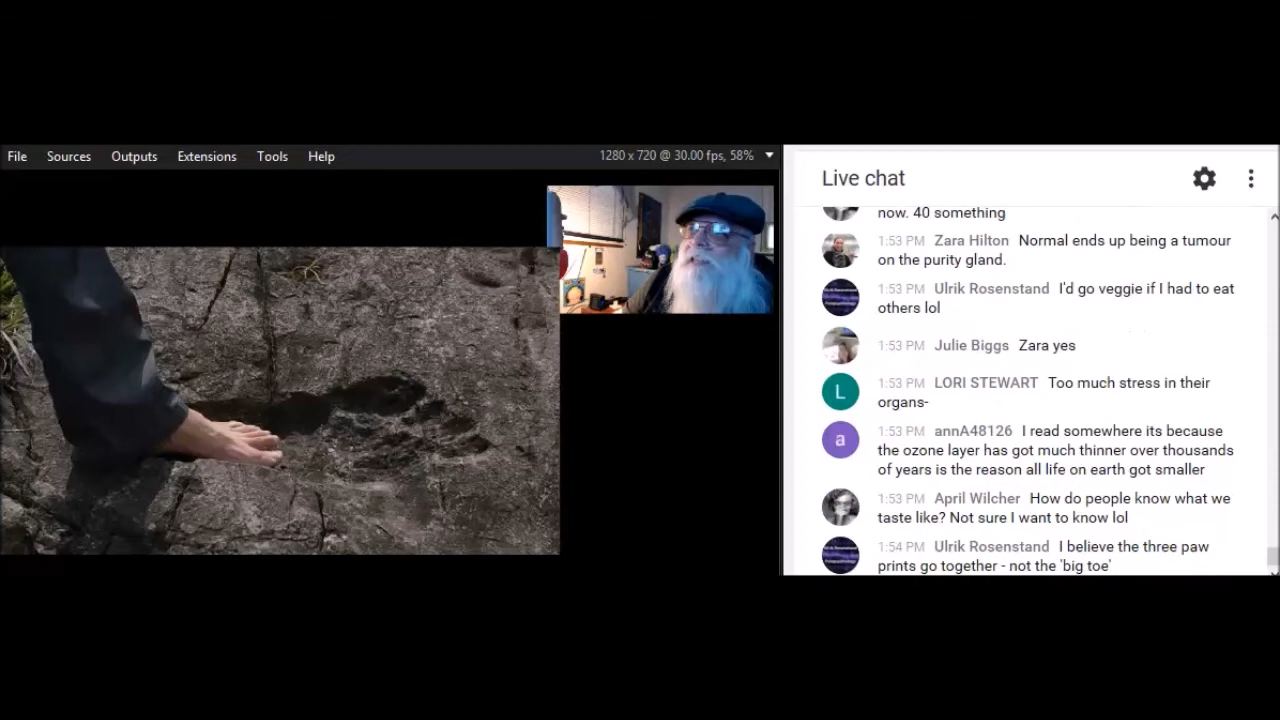 File Sources Outputs Extensions Tools Help
1280 x 720 @ 30.00 fps, 58%
Live chat
now. 40 something
1:53 PM Zara Hilton Normal ends up being a tumour
on the purity gland.
1:53 PM Ulrik Rosenstand I'd go veggie if I had to eat
others lol
1:53 PM Julie Biggs Zara yes
L
1:53 PM LORI STEWART Too much stress in their
organs-
a
1:53 PM annA48126 I read somewhere its because
the ozone layer has got much thinner over thousands
of years is the reason all life on earth got smaller
1:53 PM April Wilcher How do people know what we
taste like? Not sure I want to know lol
1:54 PM Ulrik Rosenstand I believe the three paw
prints go together - not the 'big toe'